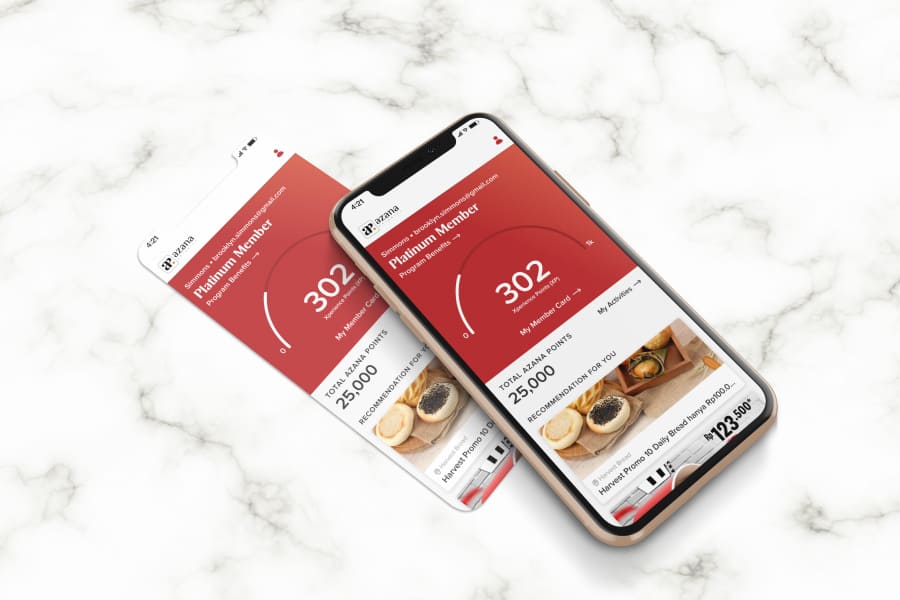 4:21
azana
Simmons • brooklyn.simmons@gmail.com
Platinum Member
Program Benefits →
302
Xperience Points (XP)
0
My Member Card
TOTAL AZANA POINTS
25,000
RECOMMENDATION FOR YOU
Harvest Bread
Harvest Promo 10 D
4:21
azana
Simmons • brooklyn.simmons@gmail.com
Platinum Member
Program Benefits →
302
Xperience Points (XP)
0
1k
My Member Card →
My Activities →
TOTAL AZANA POINTS
25,000
RECOMMENDATION FOR YOU
Harvest Bread
Harvest Promo 10 Daily Bread hanya Rp100.0...
Rp123.500